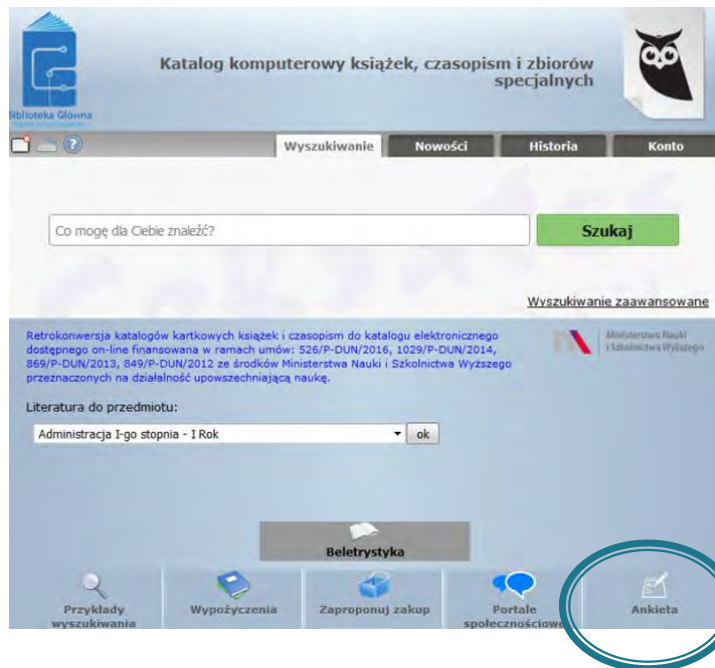 Katalog komputerowy książek, czasopism i zbiorów
specjalnych
Biblioteka Główna
Wyszukiwanie Nowości Historia Konto
Co mogę dla Ciebie znaleźć?
Szukaj
Wyszukiwanie zaawansowane
Retrokonwersja katalogów kartkowych książek i czasopism do katalogu elektronicznego
dostępnego on-line finansowana w ramach umów: 526/P-DUN/2016, 1029/P-DUN/2014,
869/P-DUN/2013, 849/P-DUN/2012 ze środków Ministerstwa Nauki i Szkolnictwa Wyższego
przeznaczonych na działalność upowszechniającą naukę.
Ministerstwo Nauki
i Szkolnictwa Wyższego
Literatura do przedmiotu:
Administracja I-go stopnia - I Rok
ok
Beletrystyka
Przykłady
wyszukiwania
Wypożyczenia
Zaproponuj zakup
Portale
społecznościowe
Ankieta